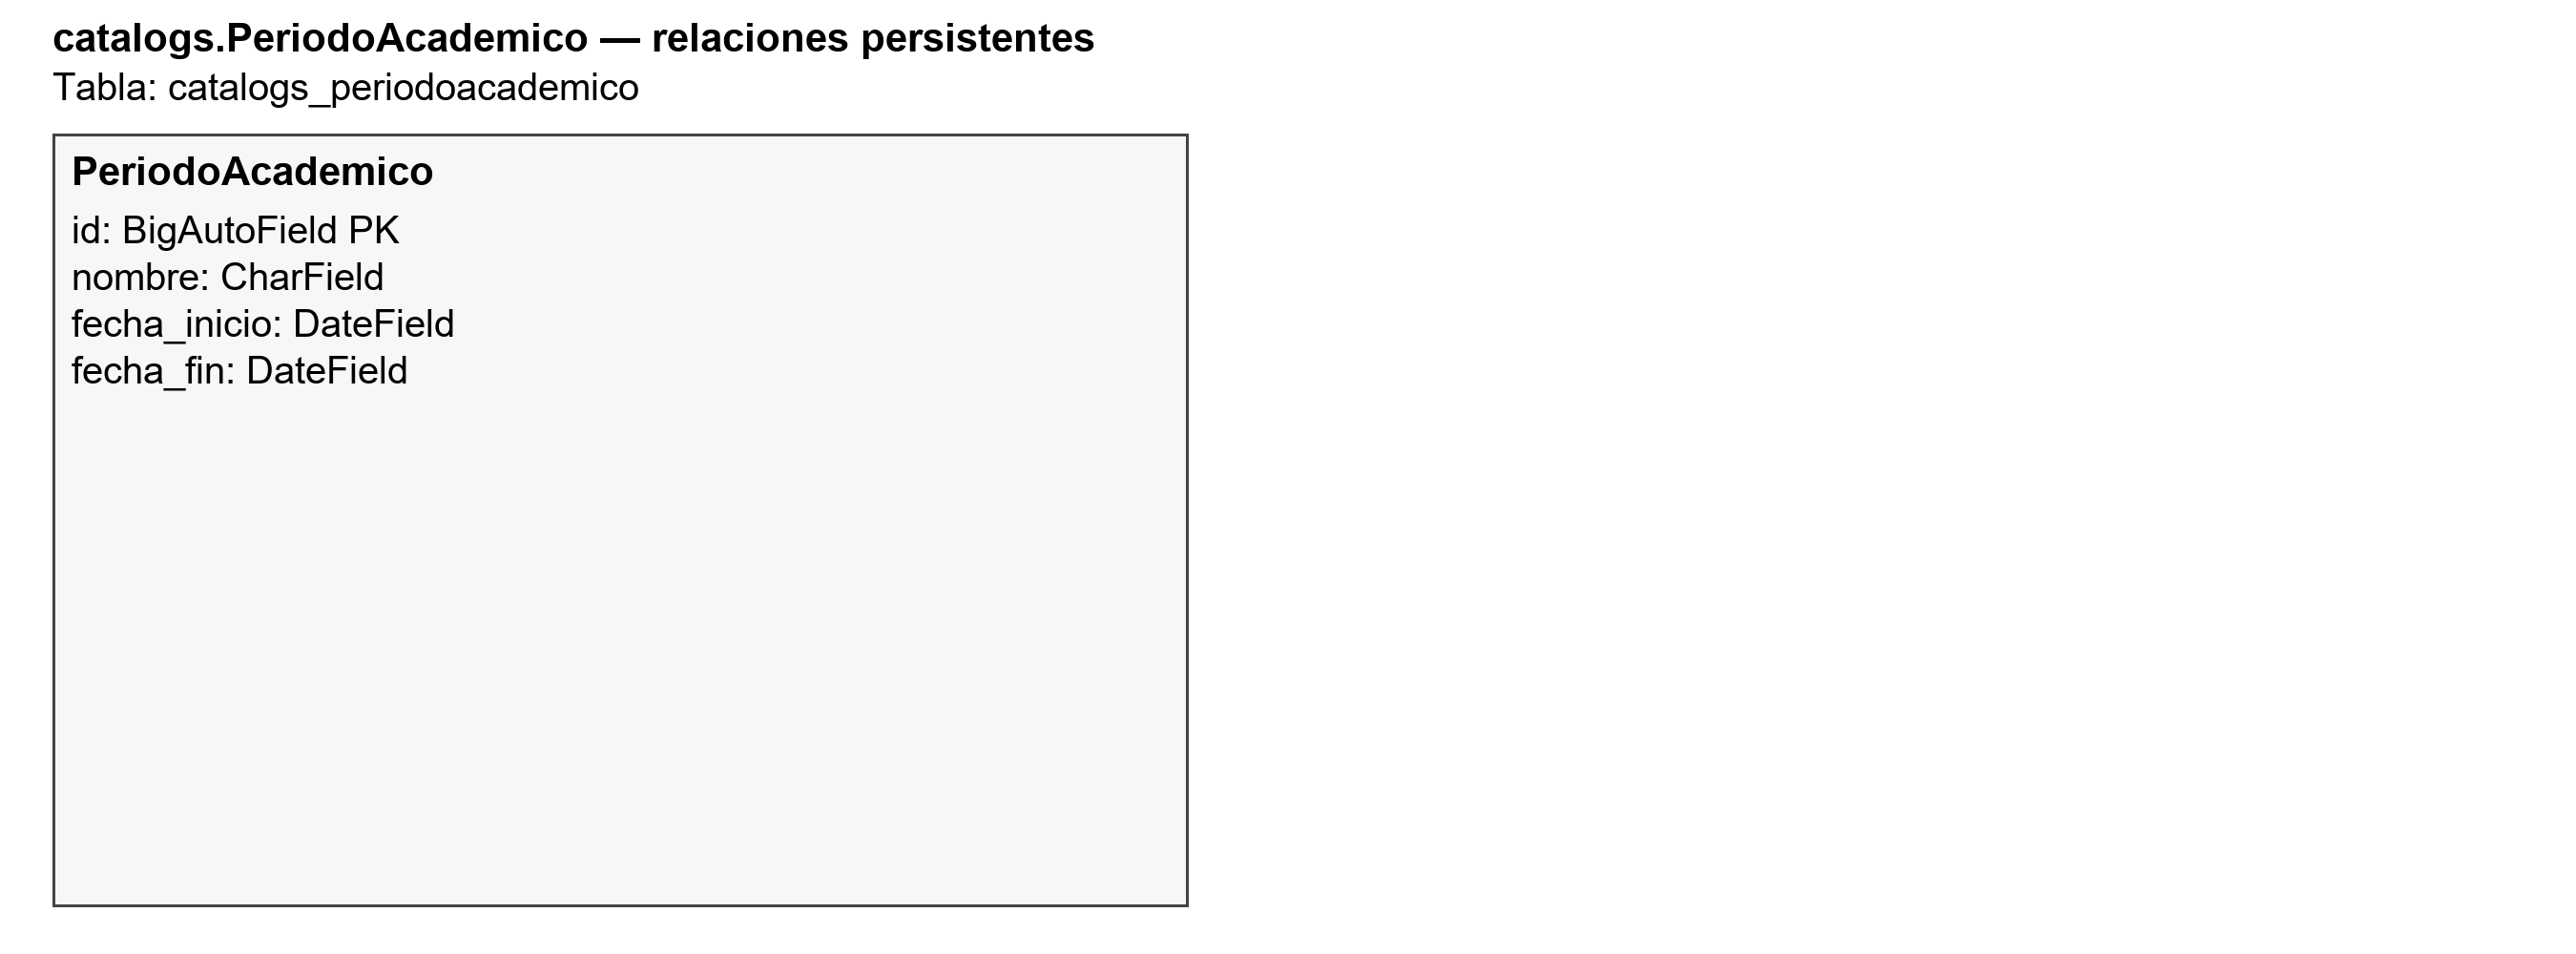 catalogs.PeriodoAcademico — relaciones persistentes
Tabla: catalogs_periodoacademico
PeriodoAcademico
id: BigAutoField PK
nombre: CharField
fecha_inicio: DateField
fecha_fin: DateField